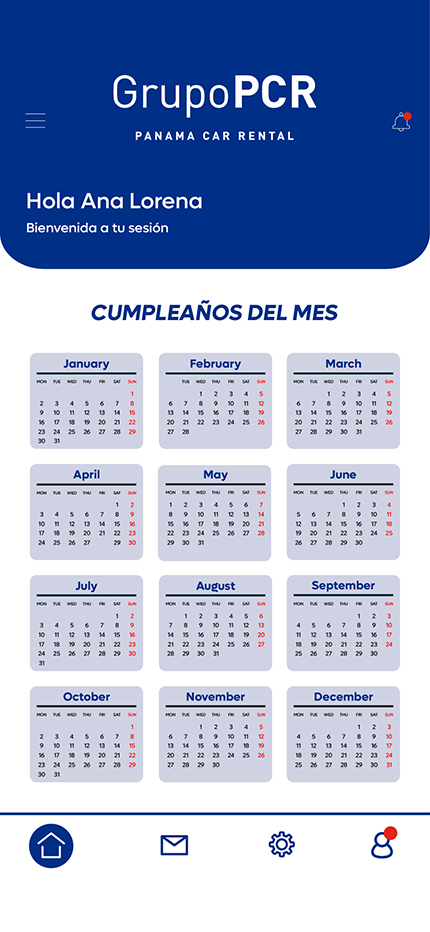 GrupoPCR
PANAMA CAR RENTAL
Hola Ana Lorena
Bienvenida a tu sesión
CUMPLEAÑOS DEL MES
January
MON TUE WED THU FRI SAT SUN
1
2 3 4 5 6 7 8
9 10 11 12 13 14 15
16 17 18 19 20 21 22
23 24 25 26 27 28 29
30 31
February
TUE WED THU FRI SAT SUN
1 2 3 4 5
6 7 8 9 10 11 12
13 14 15 16 17 18 19
20 21 22 23 24 25 26
27 28
March
MON TUE WED THU FRI SAT SUN
1 2 3 4 5
6 7 8 9 10 11 12
13 14 15 16 17 18 19
20 21 22 23 24 25 26
27 28 29 30 31
April
MON TUE WED THU FRI SAT SUN
1 2
3 4 5 6 7 8 9
10 11 12 13 14 15 16
17 18 19 20 21 22 23
24 25 26 27 28 29 30
May
MON TUE WED THU FRI SAT SUN
1 2 3 4 5 6 7
8 9 10 11 12 13 14
15 16 17 18 19 20 21
22 23 24 25 26 27 28
29 30 31
June
MON TUE WED THU FRI SAT SUN
1 2 3 4
5 6 7 8 9 10 11
12 13 14 15 16 17 18
19 20 21 22 23 24 25
26 27 28 29 30
July
MON TUE WED THU FRI SAT SUN
1 2
3 4 5 6 7 8 9
10 11 12 13 14 15 16
17 18 19 20 21 22 23
24 25 26 27 28 29 30
31
August
MON TUE WED THU FRI SAT SUN
1 2 3 4 5 6
7 8 9 10 11 12 13
14 15 16 17 18 19 20
21 22 23 24 25 26 27
28 29 30 31
September
MON TUE WED THU FRI SAT SUN
1 2 3
4 5 6 7 8 9 10
11 12 13 14 15 16 17
18 19 20 21 22 23 24
25 26 27 28 29 30
October
MON TUE WED THU FRI SAT SUN
1
2 3 4 5 6 7 8
9 10 11 12 13 14 15
16 17 18 19 20 21 22
23 24 25 26 27 28 29
30 31
November
MON TUE WED THU FRI SAT SUN
1 2 3 4 5
6 7 8 9 10 11 12
13 14 15 16 17 18 19
20 21 22 23 24 25 26
27 28 29 30
December
MON TUE WED THU FRI SAT SUN
1 2 3
4 5 6 7 8 9 10
11 12 13 14 15 16 17
18 19 20 21 22 23 24
25 26 27 28 29 30 31